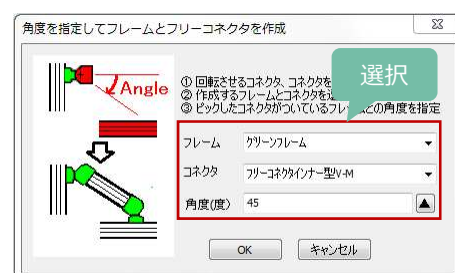 角度を指定してフレームとフリーコネクタを作成
Angle
選択
① 回転させるコネクタ、コネクタを
② 作成するフレームとコネクタを
③ ピックしたコネクタがついているフレ の角度を指定
フレーム グリーンフレーム
コネクタ フリーコネクタインナー型/V-M
角度(度) 45
OK キャンセル